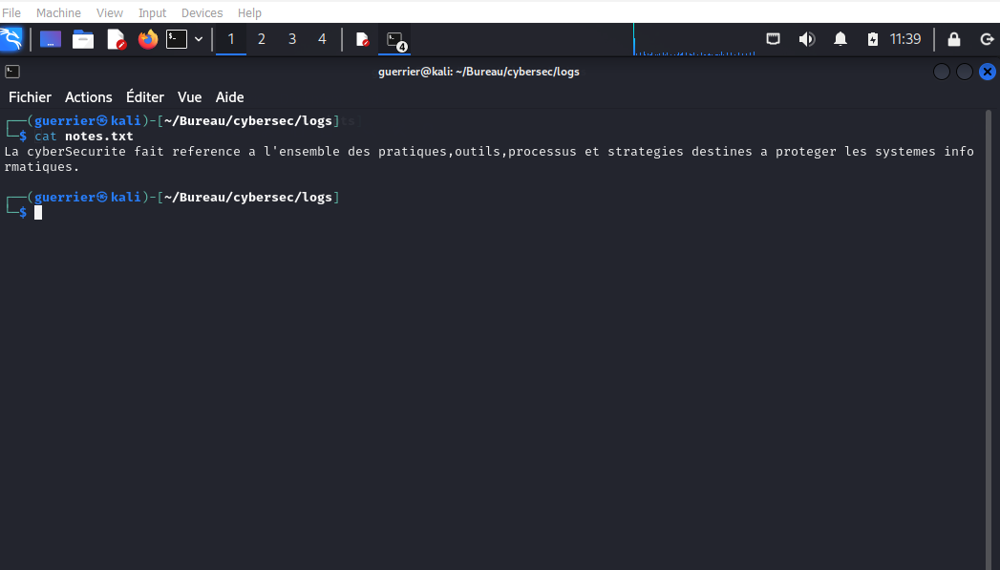 File Machine View Input Devices Help
1 2 3 4 4 11:39
guerrier@kali: ~/Bureau/cybersec/logs
Fichier Actions Éditer Vue Aide
┌──(guerrier㉿kali)-[~/Bureau/cybersec/logs]
└─$ cat notes.txt
La cyberSecurite fait reference a l'ensemble des pratiques,outils,processus et strategies destines a proteger les systemes info
rmatiques.
┌──(guerrier㉿kali)-[~/Bureau/cybersec/logs]
└─$